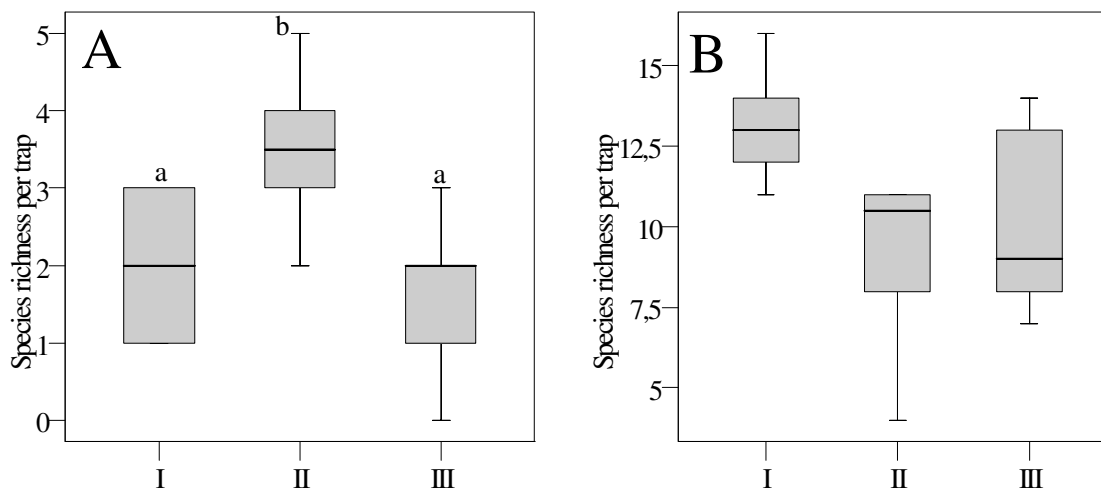 A
Species richness per trap
5
4
3
2
1
0
a
b
a
I
II
III
B
Species richness per trap
15
12,5
10
7,5
5
I
II
III